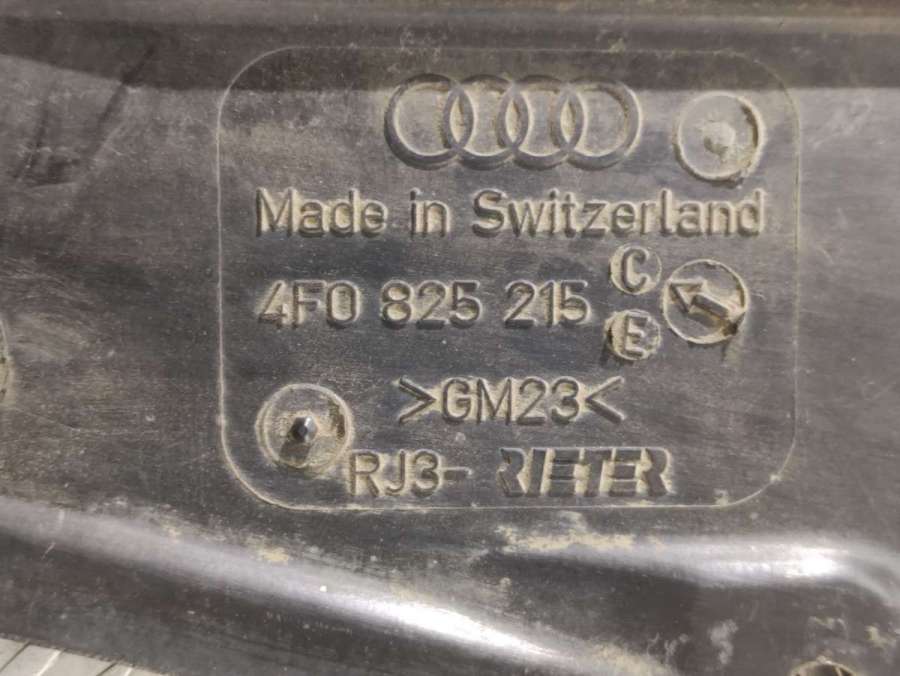 Made in Switzerland
4F0 825 215 C E
>GM23<
RJ3- RIETER